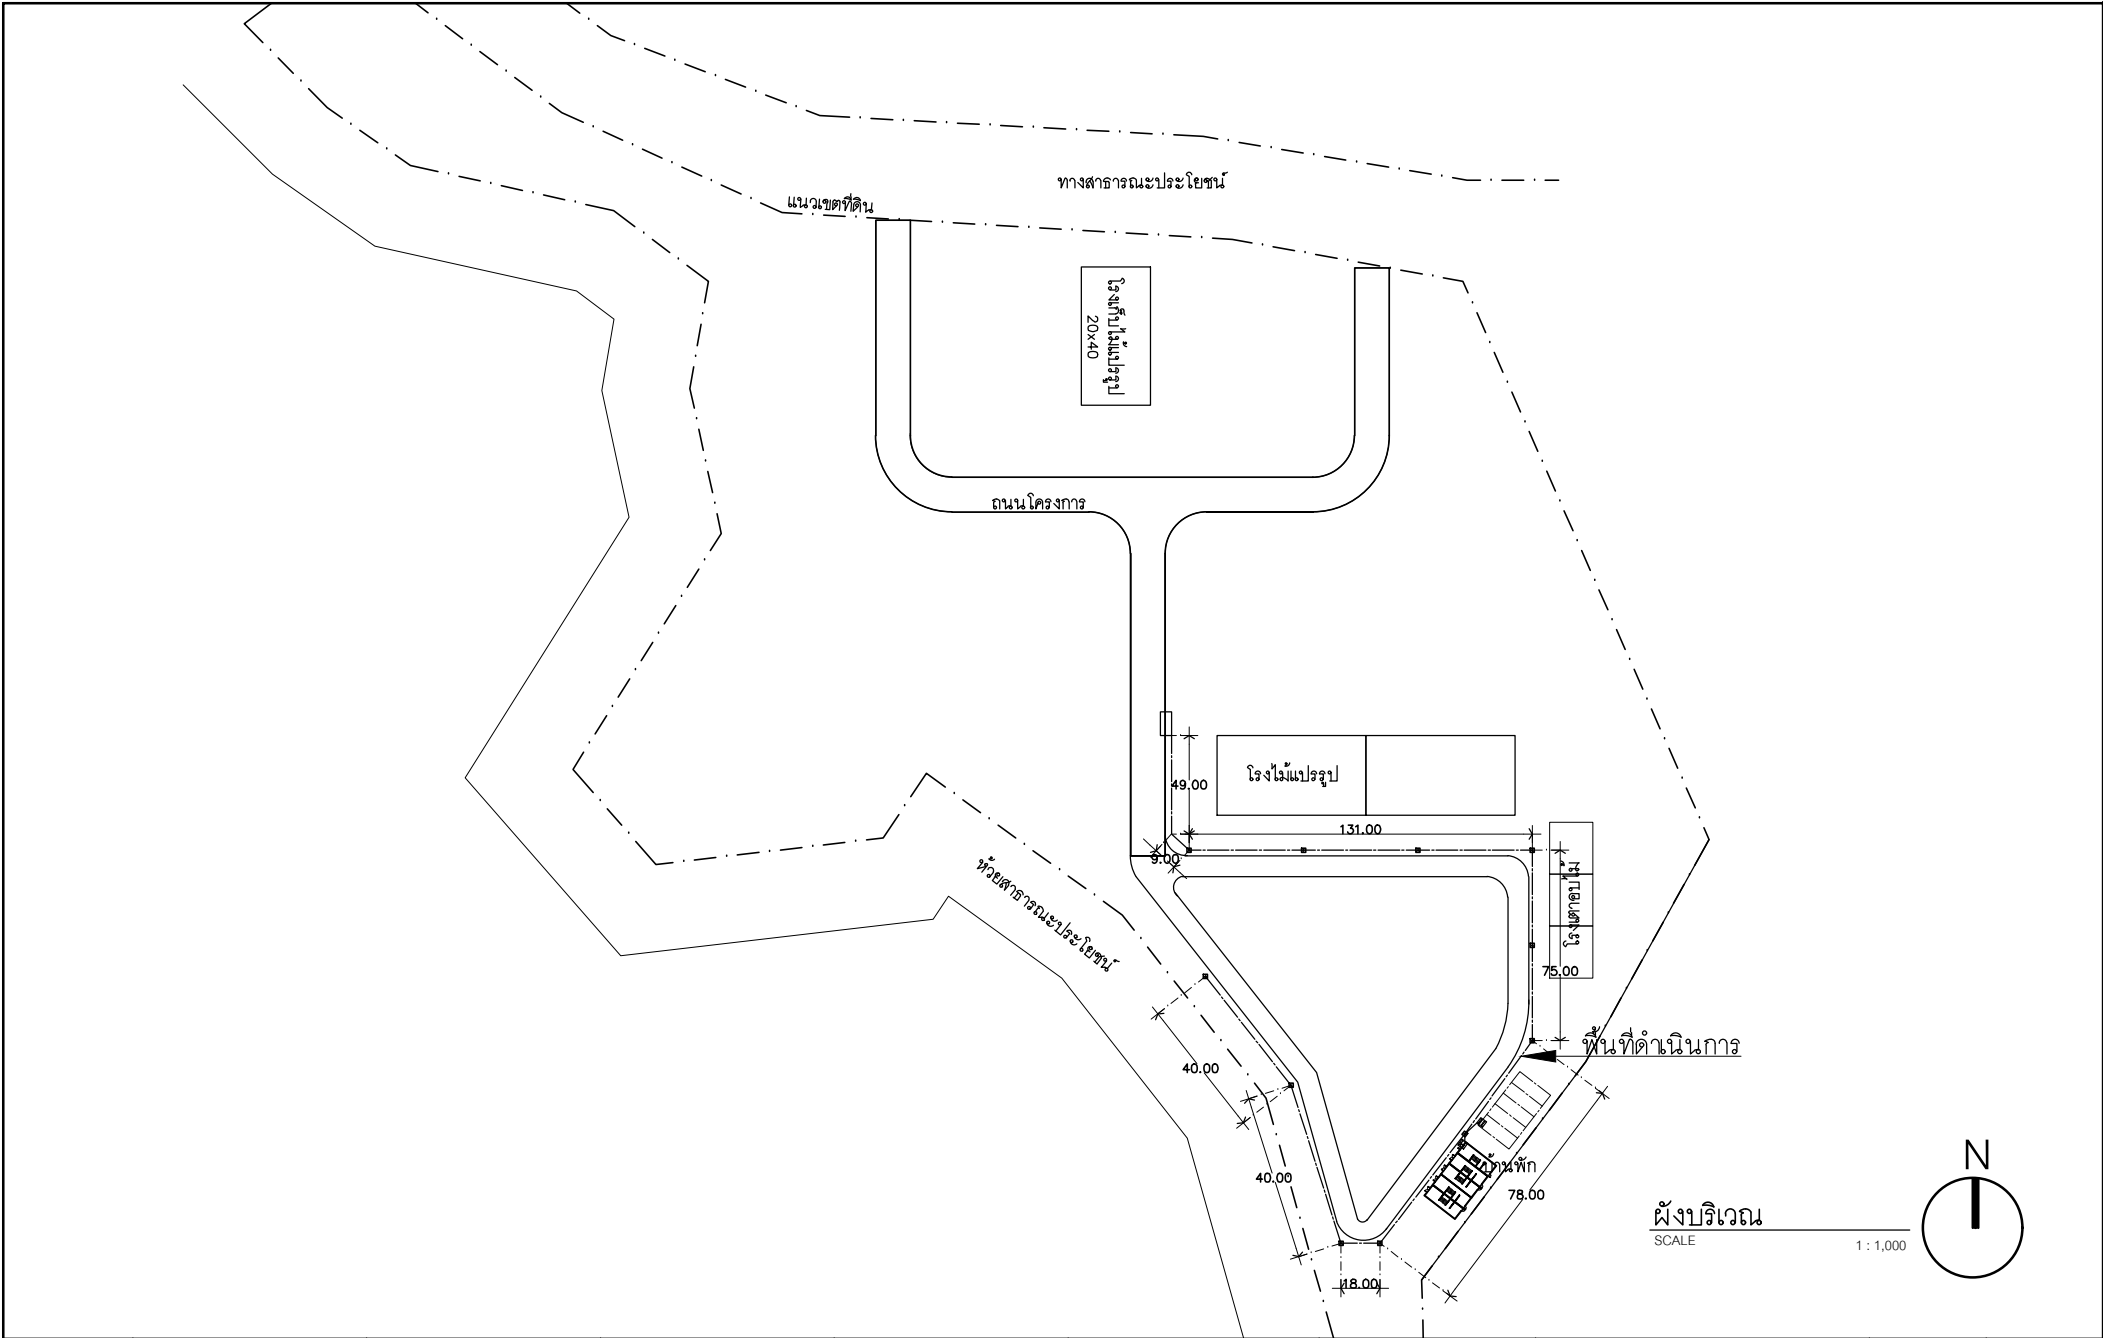 ทางสาธารณะประโยชน์
แนวเขตที่ดิน
โรงเก็บไม้แปรรูป
20x40
ถนนโครงการ
โรงไม้แปรรูป
49.00
131.00
9.00
โรงเตาอบไม้
ห้วยสาธารณะประโยชน์
75.00
พื้นที่ดำเนินการ
40.00
40.00
บ้านพัก
78.00
18.00
N
ผังบริเวณ
SCALE 1 : 1,000